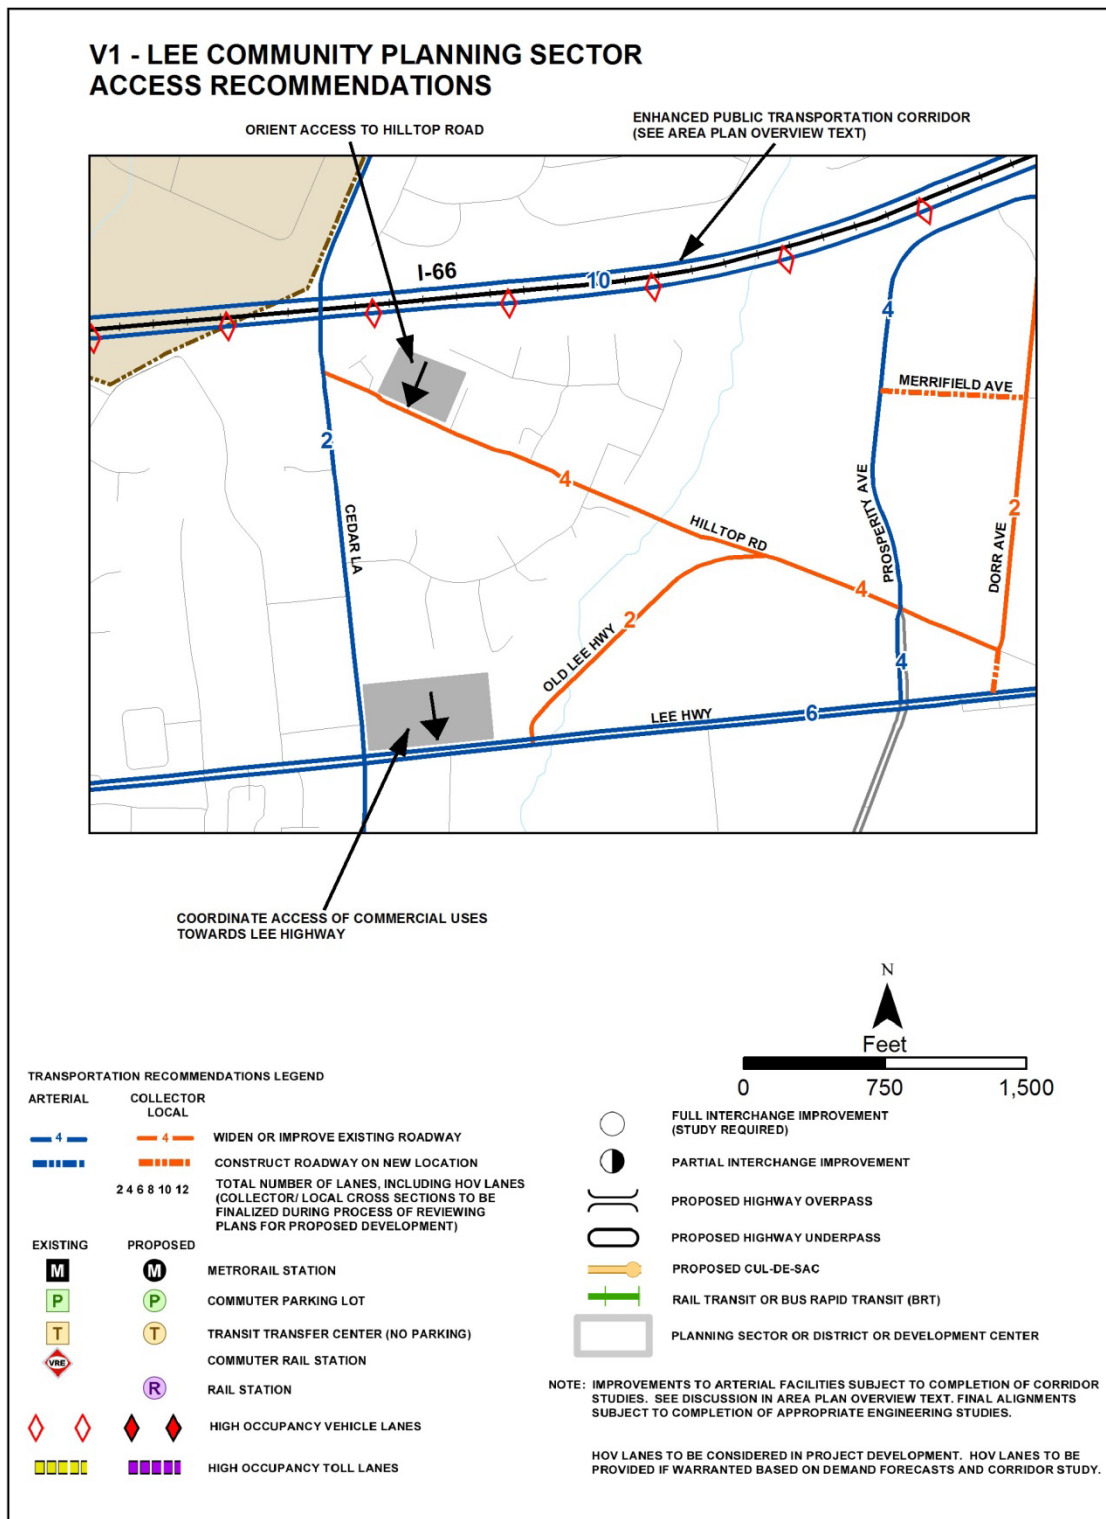 V1 - LEE COMMUNITY PLANNING SECTOR
ACCESS RECOMMENDATIONS
ORIENT ACCESS TO HILLTOP ROAD
ENHANCED PUBLIC TRANSPORTATION CORRIDOR
(SEE AREA PLAN OVERVIEW TEXT)
I-66
10
4
MERRIFIELD AVE
2
CEDAR LA
4
HILLTOP RD
PROSPERITY AVE
2
DORR AVE
4
OLD LEE HWY
2
4
LEE HWY
6
COORDINATE ACCESS OF COMMERCIAL USES
TOWARDS LEE HIGHWAY
N
Feet
0 750 1,500
TRANSPORTATION RECOMMENDATIONS LEGEND
ARTERIAL COLLECTOR
LOCAL
4 4 WIDEN OR IMPROVE EXISTING ROADWAY
CONSTRUCT ROADWAY ON NEW LOCATION
2 4 6 8 10 12 TOTAL NUMBER OF LANES, INCLUDING HOV LANES
(COLLECTOR/ LOCAL CROSS SECTIONS TO BE
FINALIZED DURING PROCESS OF REVIEWING
PLANS FOR PROPOSED DEVELOPMENT)
EXISTING PROPOSED
M M METRORAIL STATION
P P COMMUTER PARKING LOT
T T TRANSIT TRANSFER CENTER (NO PARKING)
VRE COMMUTER RAIL STATION
R RAIL STATION
HIGH OCCUPANCY VEHICLE LANES
HIGH OCCUPANCY TOLL LANES
FULL INTERCHANGE IMPROVEMENT
(STUDY REQUIRED)
PARTIAL INTERCHANGE IMPROVEMENT
PROPOSED HIGHWAY OVERPASS
PROPOSED HIGHWAY UNDERPASS
PROPOSED CUL-DE-SAC
RAIL TRANSIT OR BUS RAPID TRANSIT (BRT)
PLANNING SECTOR OR DISTRICT OR DEVELOPMENT CENTER
NOTE: IMPROVEMENTS TO ARTERIAL FACILITIES SUBJECT TO COMPLETION OF CORRIDOR
STUDIES. SEE DISCUSSION IN AREA PLAN OVERVIEW TEXT. FINAL ALIGNMENTS
SUBJECT TO COMPLETION OF APPROPRIATE ENGINEERING STUDIES.
HOV LANES TO BE CONSIDERED IN PROJECT DEVELOPMENT. HOV LANES TO BE
PROVIDED IF WARRANTED BASED ON DEMAND FORECASTS AND CORRIDOR STUDY.